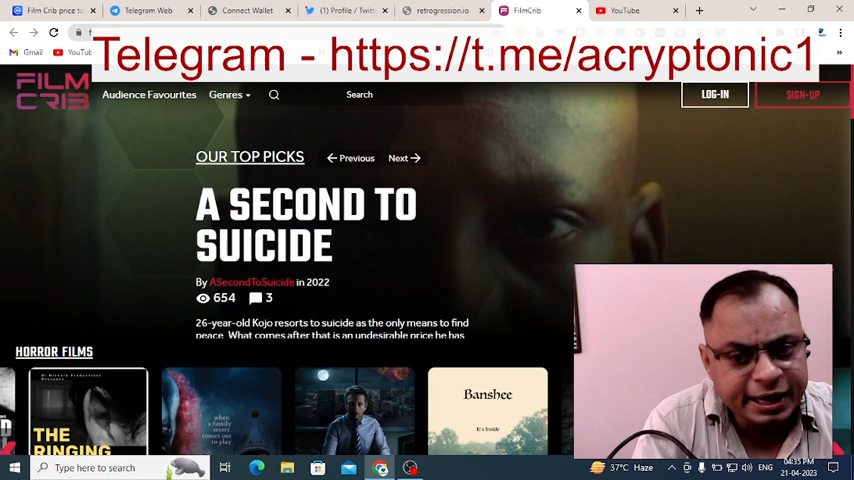 Film Crib price to
Telegram Web
Connect Wallet
(1) Profile / Twitt
retrogression.io
FilmCrib
YouTube
Gmail
YouTu
Telegram - https://t.me/acryptonic1
FILM
CRIB
Audience Favourites
Genres
Search
LOG-IN
SIGN-UP
OUR TOP PICKS
Previous
Next
A SECOND TO
SUICIDE
By ASecondToSuicide in 2022
654
3
26-year-old Kojo resorts to suicide as the only means to find
peace. What comes after that is an undesirable price he has
HORROR FILMS
THE
RINGING
when a
family secret
comes out
to play
Banshee
It's Inside
Type here to search
37°C Haze
ENG
04:35 PM
21-04-2023